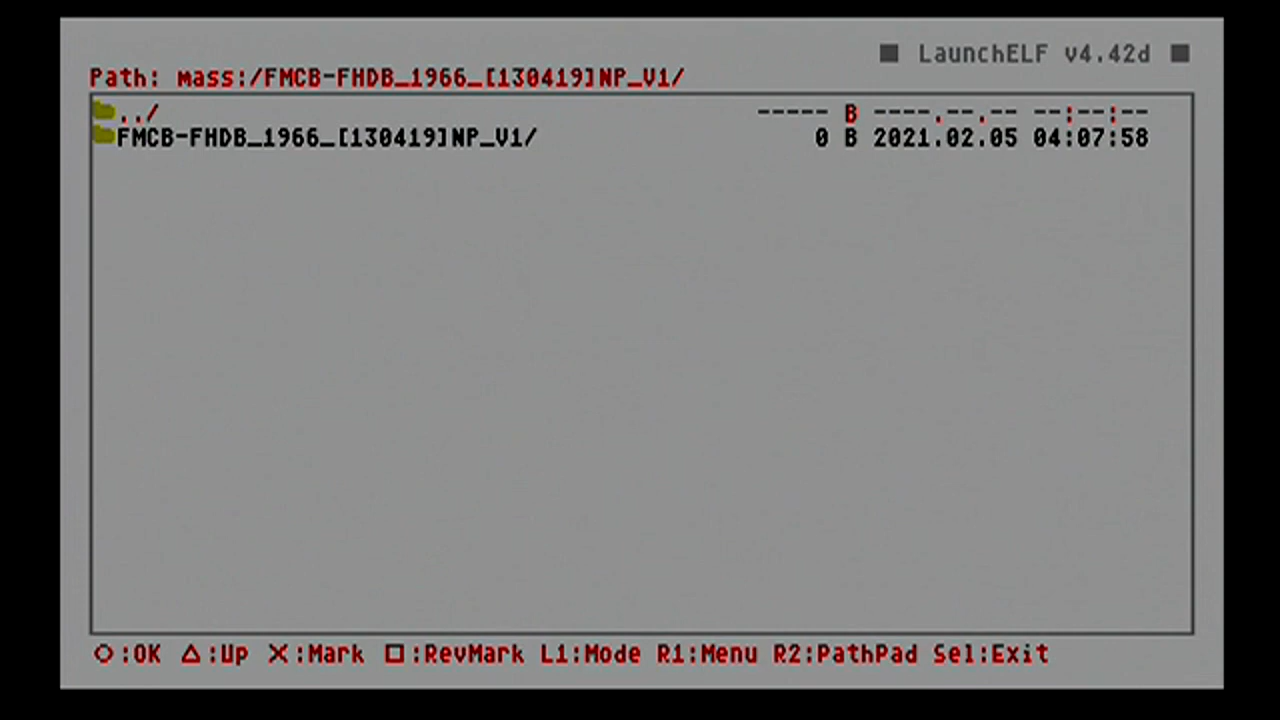 ■ LaunchELF v4.42d ■
Path: mass:/FMCB-FHDB_1966_[130419]NP_V1/
../ ----- B ----.--.-- --:--:--
FMCB-FHDB_1966_[130419]NP_V1/ 0 B 2021.02.05 04:07:58
○:OK △:Up ✕:Mark □:RevMark L1:Mode R1:Menu R2:PathPad Sel:Exit